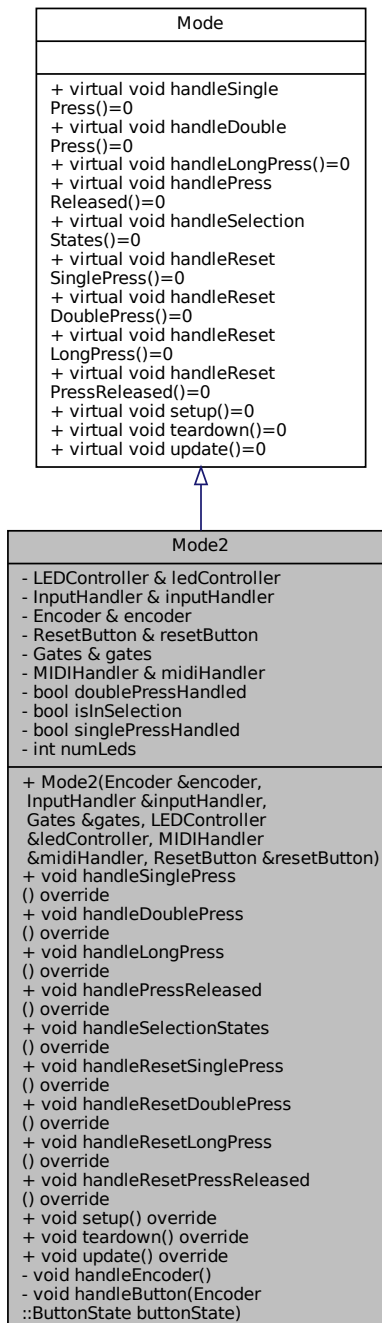 Mode
+ virtual void handleSingle
Press()=0
+ virtual void handleDouble
Press()=0
+ virtual void handleLongPress()=0
+ virtual void handlePress
Released()=0
+ virtual void handleSelection
States()=0
+ virtual void handleReset
SinglePress()=0
+ virtual void handleReset
DoublePress()=0
+ virtual void handleReset
LongPress()=0
+ virtual void handleReset
PressReleased()=0
+ virtual void setup()=0
+ virtual void teardown()=0
+ virtual void update()=0
Mode2
- LEDController & ledController
- InputHandler & inputHandler
- Encoder & encoder
- ResetButton & resetButton
- Gates & gates
- MIDIHandler & midiHandler
- bool doublePressHandled
- bool isInSelection
- bool singlePressHandled
- int numLeds
+ Mode2(Encoder &encoder,
InputHandler &inputHandler,
Gates &gates, LEDController
&ledController, MIDIHandler
&midiHandler, ResetButton &resetButton)
+ void handleSinglePress
() override
+ void handleDoublePress
() override
+ void handleLongPress
() override
+ void handlePressReleased
() override
+ void handleSelectionStates
() override
+ void handleResetSinglePress
() override
+ void handleResetDoublePress
() override
+ void handleResetLongPress
() override
+ void handleResetPressReleased
() override
+ void setup() override
+ void teardown() override
+ void update() override
- void handleEncoder()
- void handleButton(Encoder
::ButtonState buttonState)